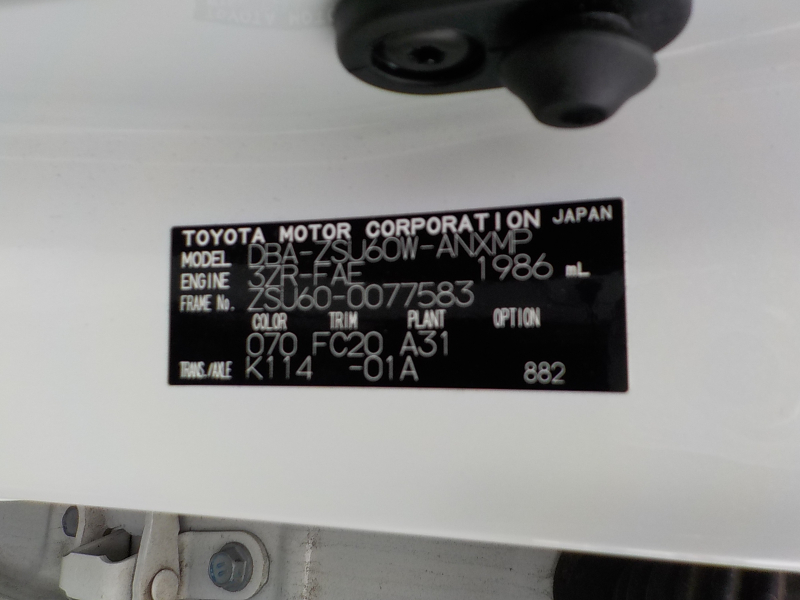 TOYOTA MOTOR CORPORATION JAPAN
MODEL DBA-ZSU60W-ANXMP
ENGINE 3ZR-FAE 1986 mL
FRAME No. ZSU60-0077583
COLOR TRIM PLANT OPTION
070 FC20 A31
TRANS./AXLE K114 -01A 882